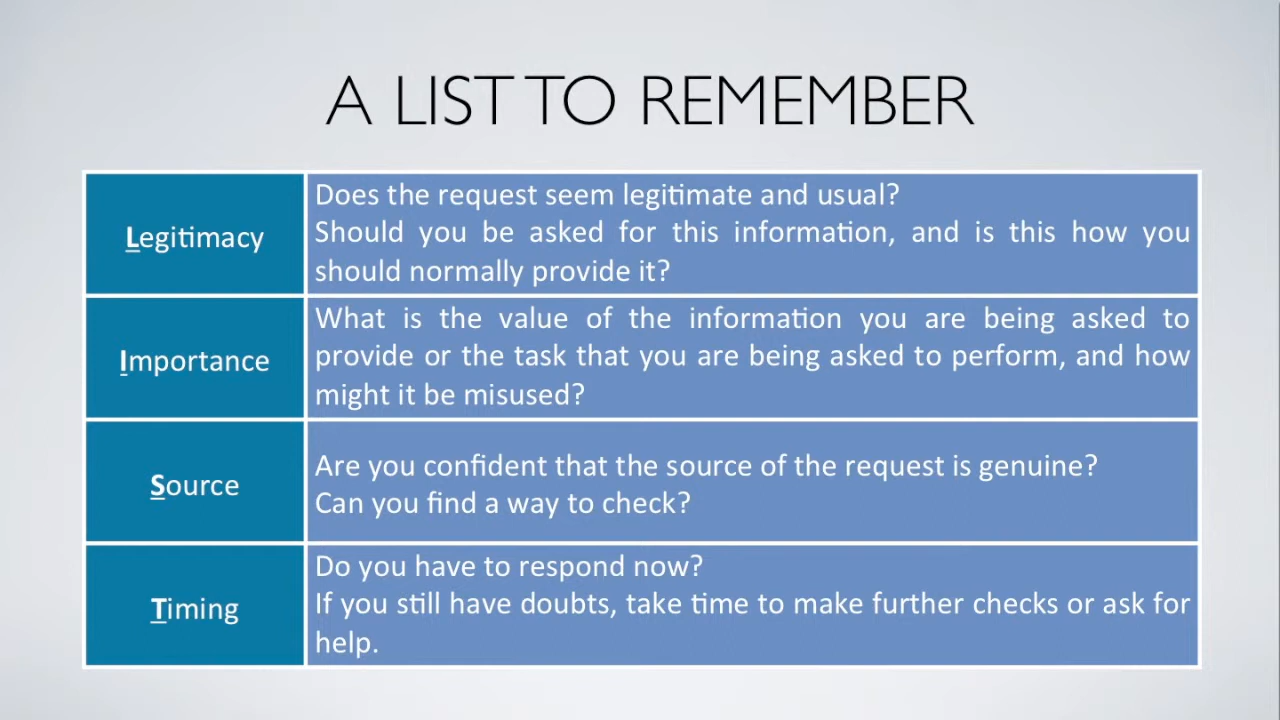 A LIST TO REMEMBER
Legitimacy
Does the request seem legitimate and usual?
Should you be asked for this information, and is this how you
should normally provide it?
Importance
What is the value of the information you are being asked to
provide or the task that you are being asked to perform, and how
might it be misused?
Source
Are you confident that the source of the request is genuine?
Can you find a way to check?
Timing
Do you have to respond now?
If you still have doubts, take time to make further checks or ask for
help.